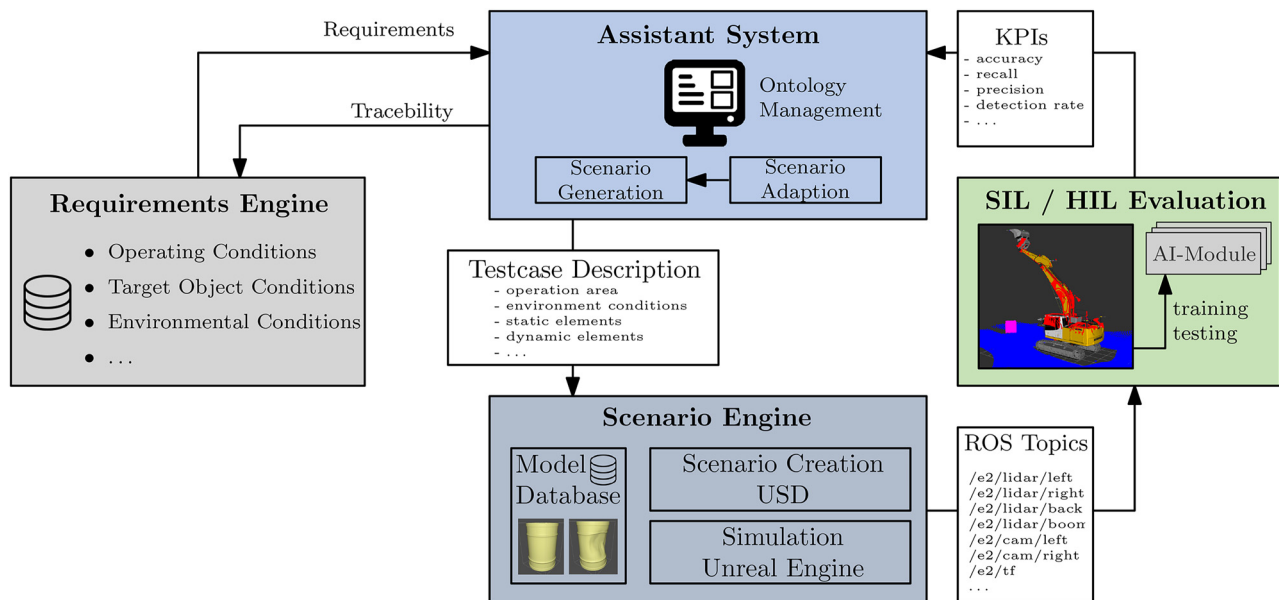 Requirements
Tracebility
Assistant System
Ontology
Management
Scenario
Generation
Scenario
Adaption
KPIs
- accuracy
- recall
- precision
- detection rate
- ...
Requirements Engine
• Operating Conditions
• Target Object Conditions
• Environmental Conditions
• ...
Testcase Description
- operation area
- environment conditions
- static elements
- dynamic elements
- ...
SIL / HIL Evaluation
AI-Module
training
testing
Scenario Engine
Model
Database
Scenario Creation
USD
Simulation
Unreal Engine
ROS Topics
/e2/lidar/left
/e2/lidar/right
/e2/lidar/back
/e2/lidar/boom
/e2/cam/left
/e2/cam/right
/e2/tf
...